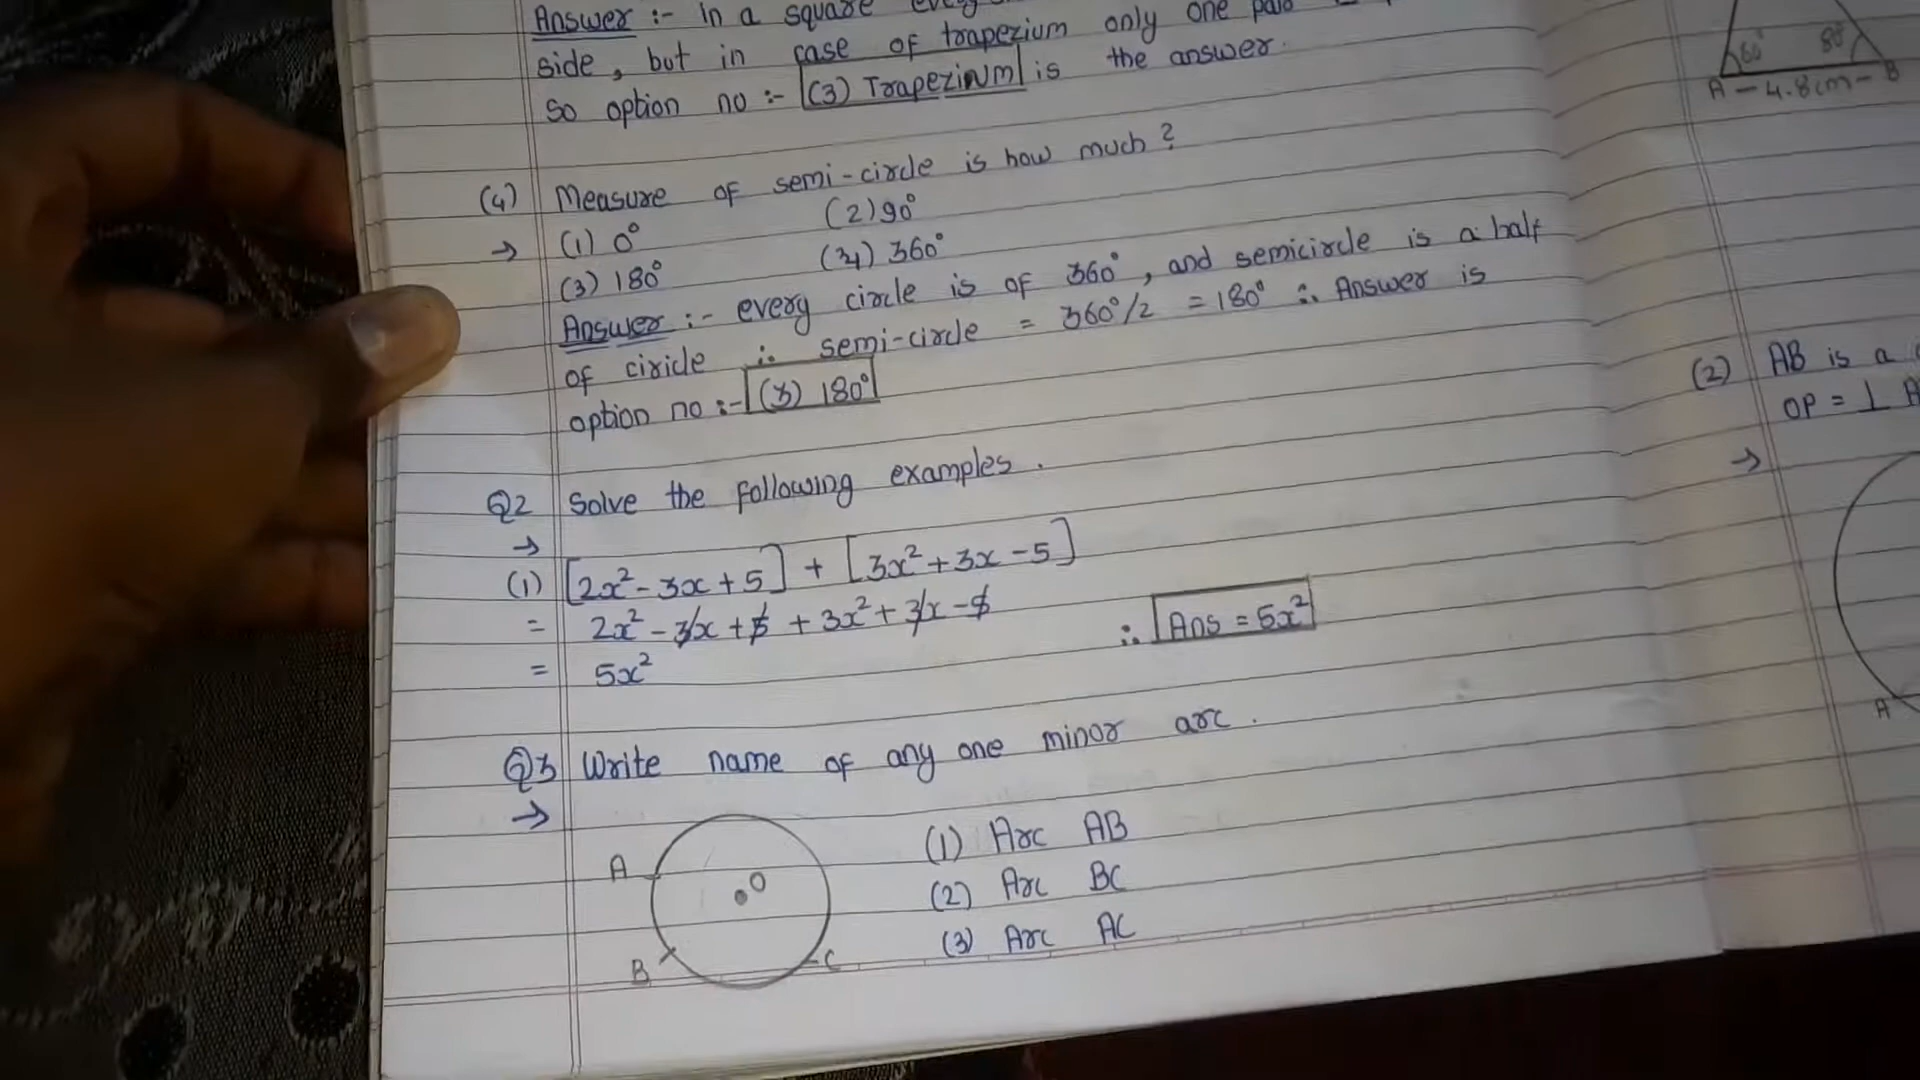 Answer :- In a square
side, but in case of trapezium only one
So option no :- (3) Trapezium is the answer.
(4) Measure of semi-circle is how much?
→ (1) 0° (2) 90°
(3) 180° (4) 360°
Answer :- every circle is of 360°, and semicircle is a half
of ciricle ∴ semi-circle = 360°/2 = 180° ∴ Answer is
option no :- (3) 180°
Q2 Solve the following examples.
→
(1) [2x² - 3x + 5] + [3x² + 3x - 5]
= 2x² - 3x + 5 + 3x² + 3x - 5
= 5x² ∴ Ans = 5x²
Q3 Write name of any one minor arc.
→
A O
B C
(1) Arc AB
(2) Arc BC
(3) Arc AC
60° 80°
A - 4.8cm - B
(2) AB is a
OP = ⊥ A
→
A